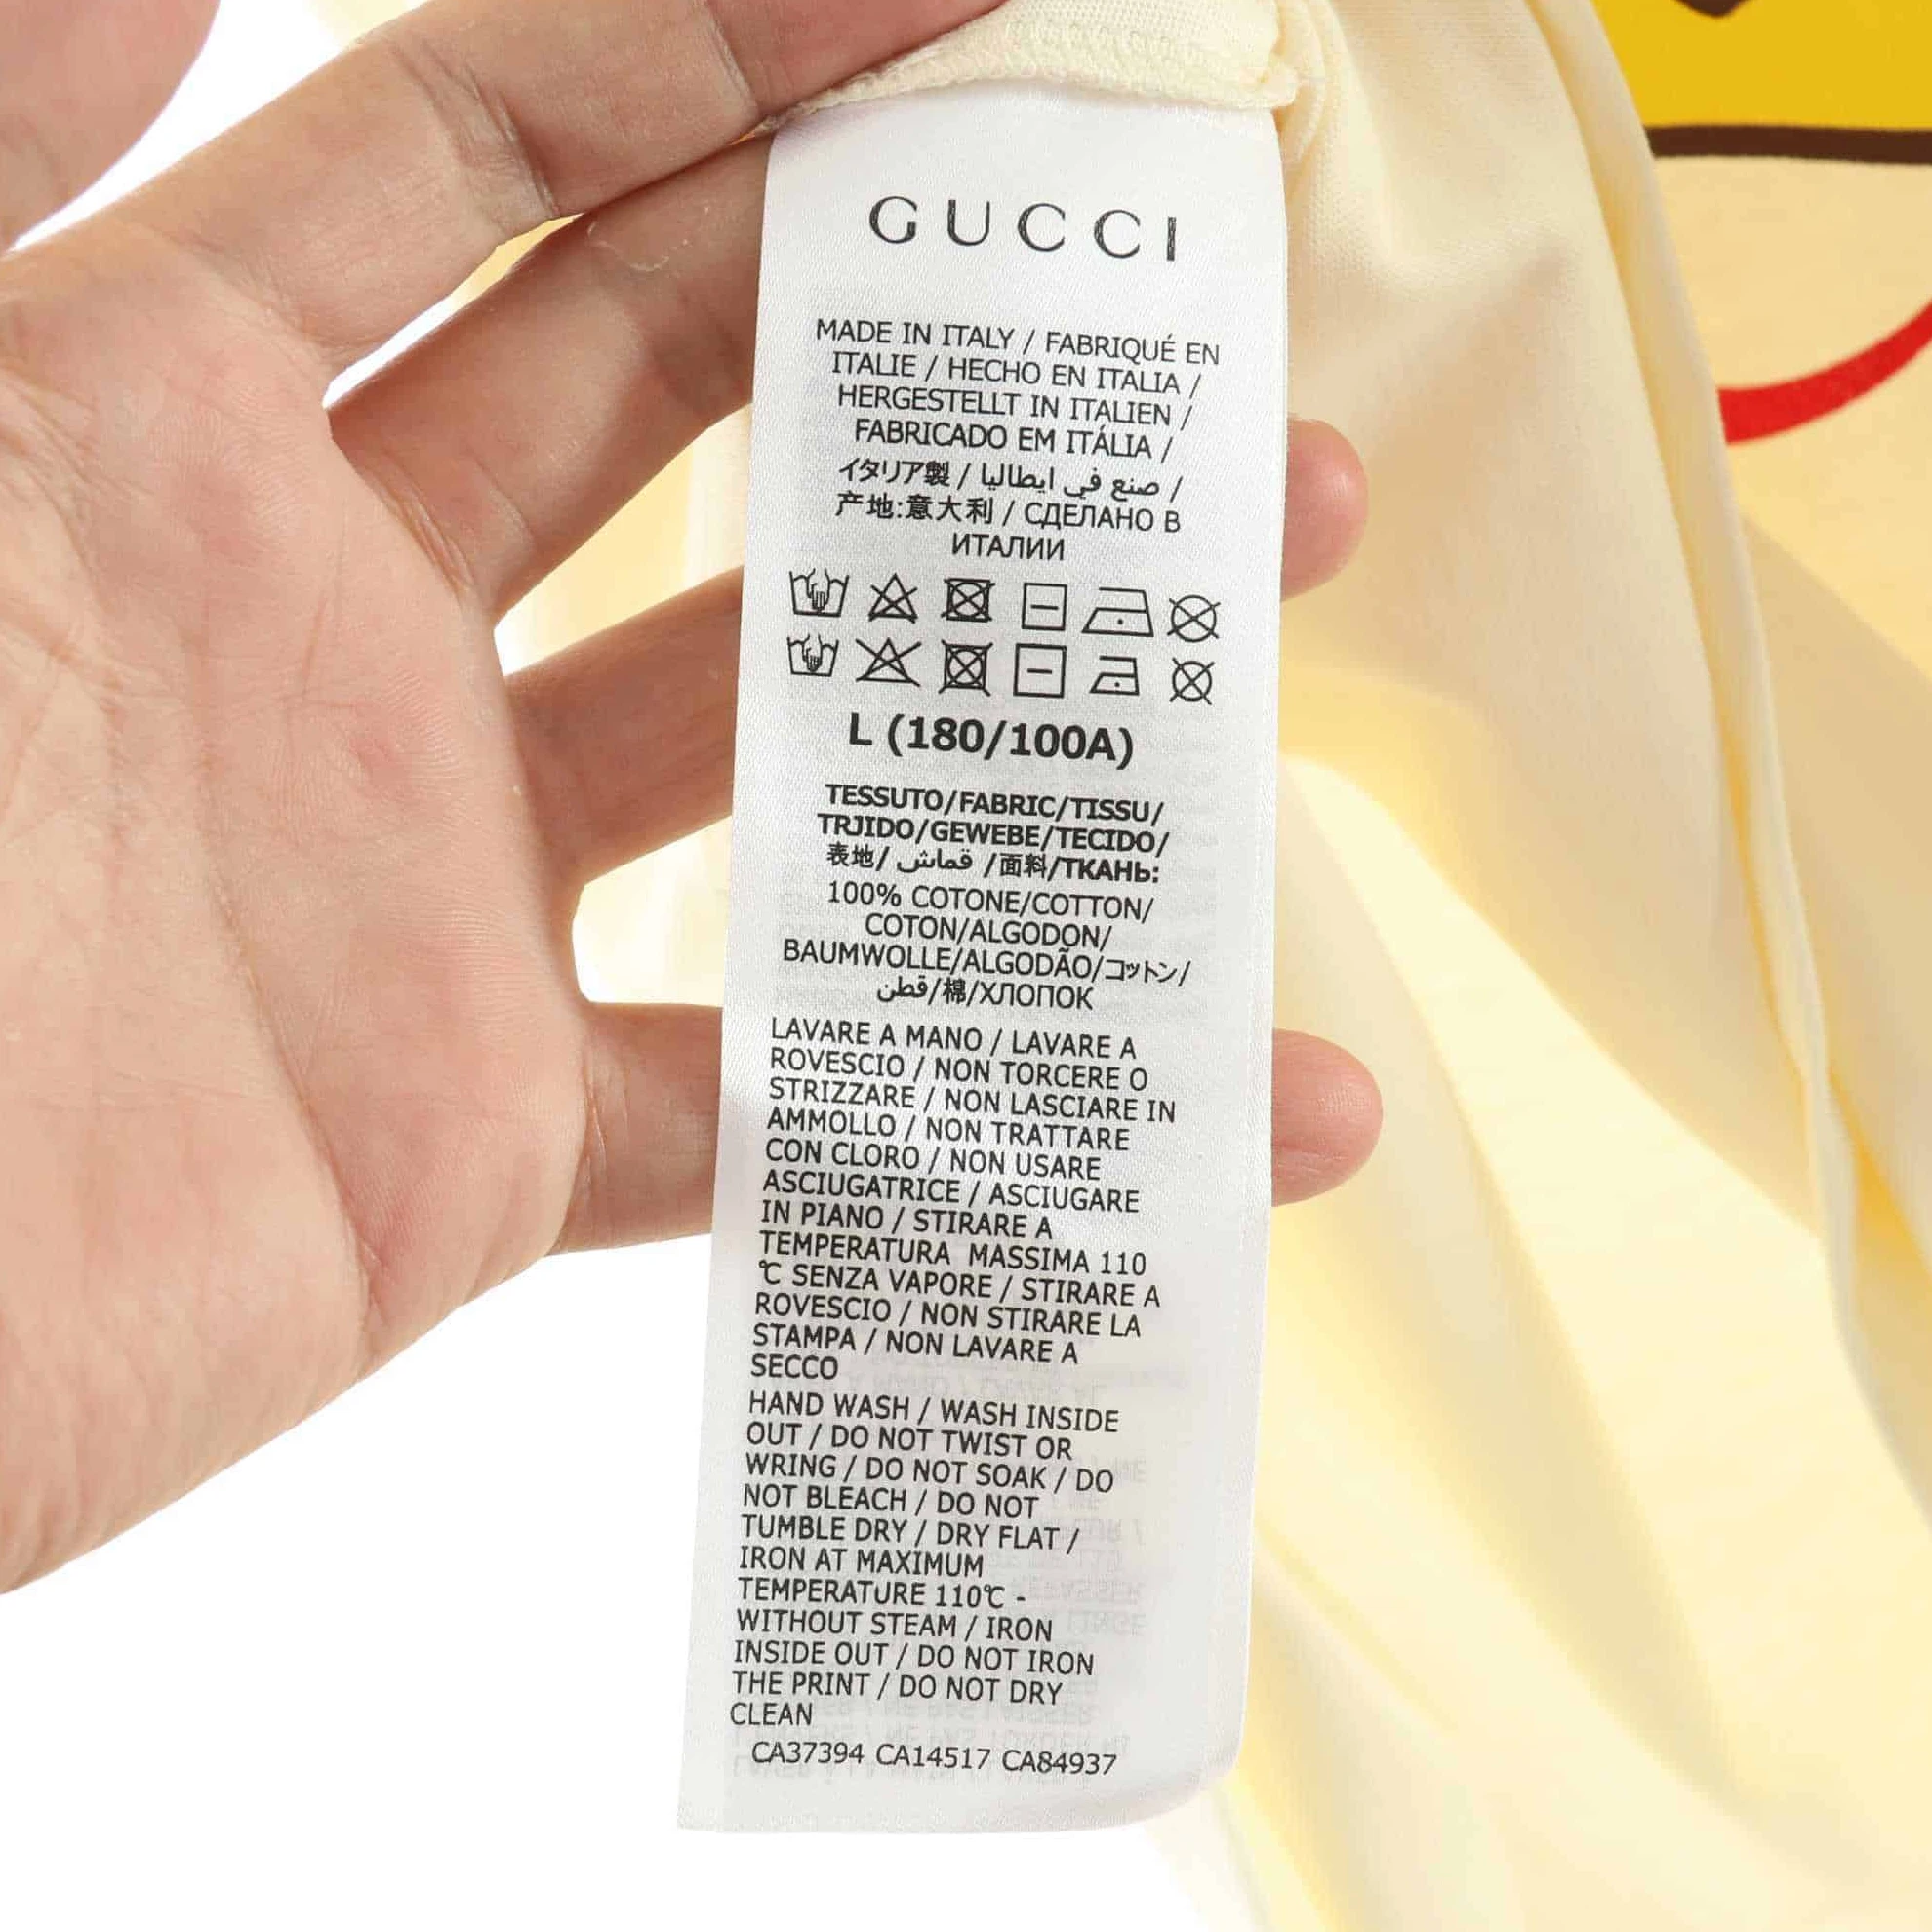 GUCCI
MADE IN ITALY / FABRIQUÉ EN
ITALIE / HECHO EN ITALIA /
HERGESTELLT IN ITALIEN /
FABRICADO EM ITÁLIA /
イタリア製 / صنع في ايطاليا /
产地:意大利 / СДЕЛАНО В
ИТАЛИИ
L (180/100A)
TESSUTO/FABRIC/TISSU/
TRJIDO/GEWEBE/TECIDO/
表地/ قماش /面料/ТКАНЬ:
100% COTONE/COTTON/
COTON/ALGODON/
BAUMWOLLE/ALGODÃO/コットン/
قطن/棉/ХЛОПОК
LAVARE A MANO / LAVARE A
ROVESCIO / NON TORCERE O
STRIZZARE / NON LASCIARE IN
AMMOLLO / NON TRATTARE
CON CLORO / NON USARE
ASCIUGATRICE / ASCIUGARE
IN PIANO / STIRARE A
TEMPERATURA MASSIMA 110
℃ SENZA VAPORE / STIRARE A
ROVESCIO / NON STIRARE LA
STAMPA / NON LAVARE A
SECCO
HAND WASH / WASH INSIDE
OUT / DO NOT TWIST OR
WRING / DO NOT SOAK / DO
NOT BLEACH / DO NOT
TUMBLE DRY / DRY FLAT /
IRON AT MAXIMUM
TEMPERATURE 110℃ -
WITHOUT STEAM / IRON
INSIDE OUT / DO NOT IRON
THE PRINT / DO NOT DRY
CLEAN
CA37394 CA14517 CA84937